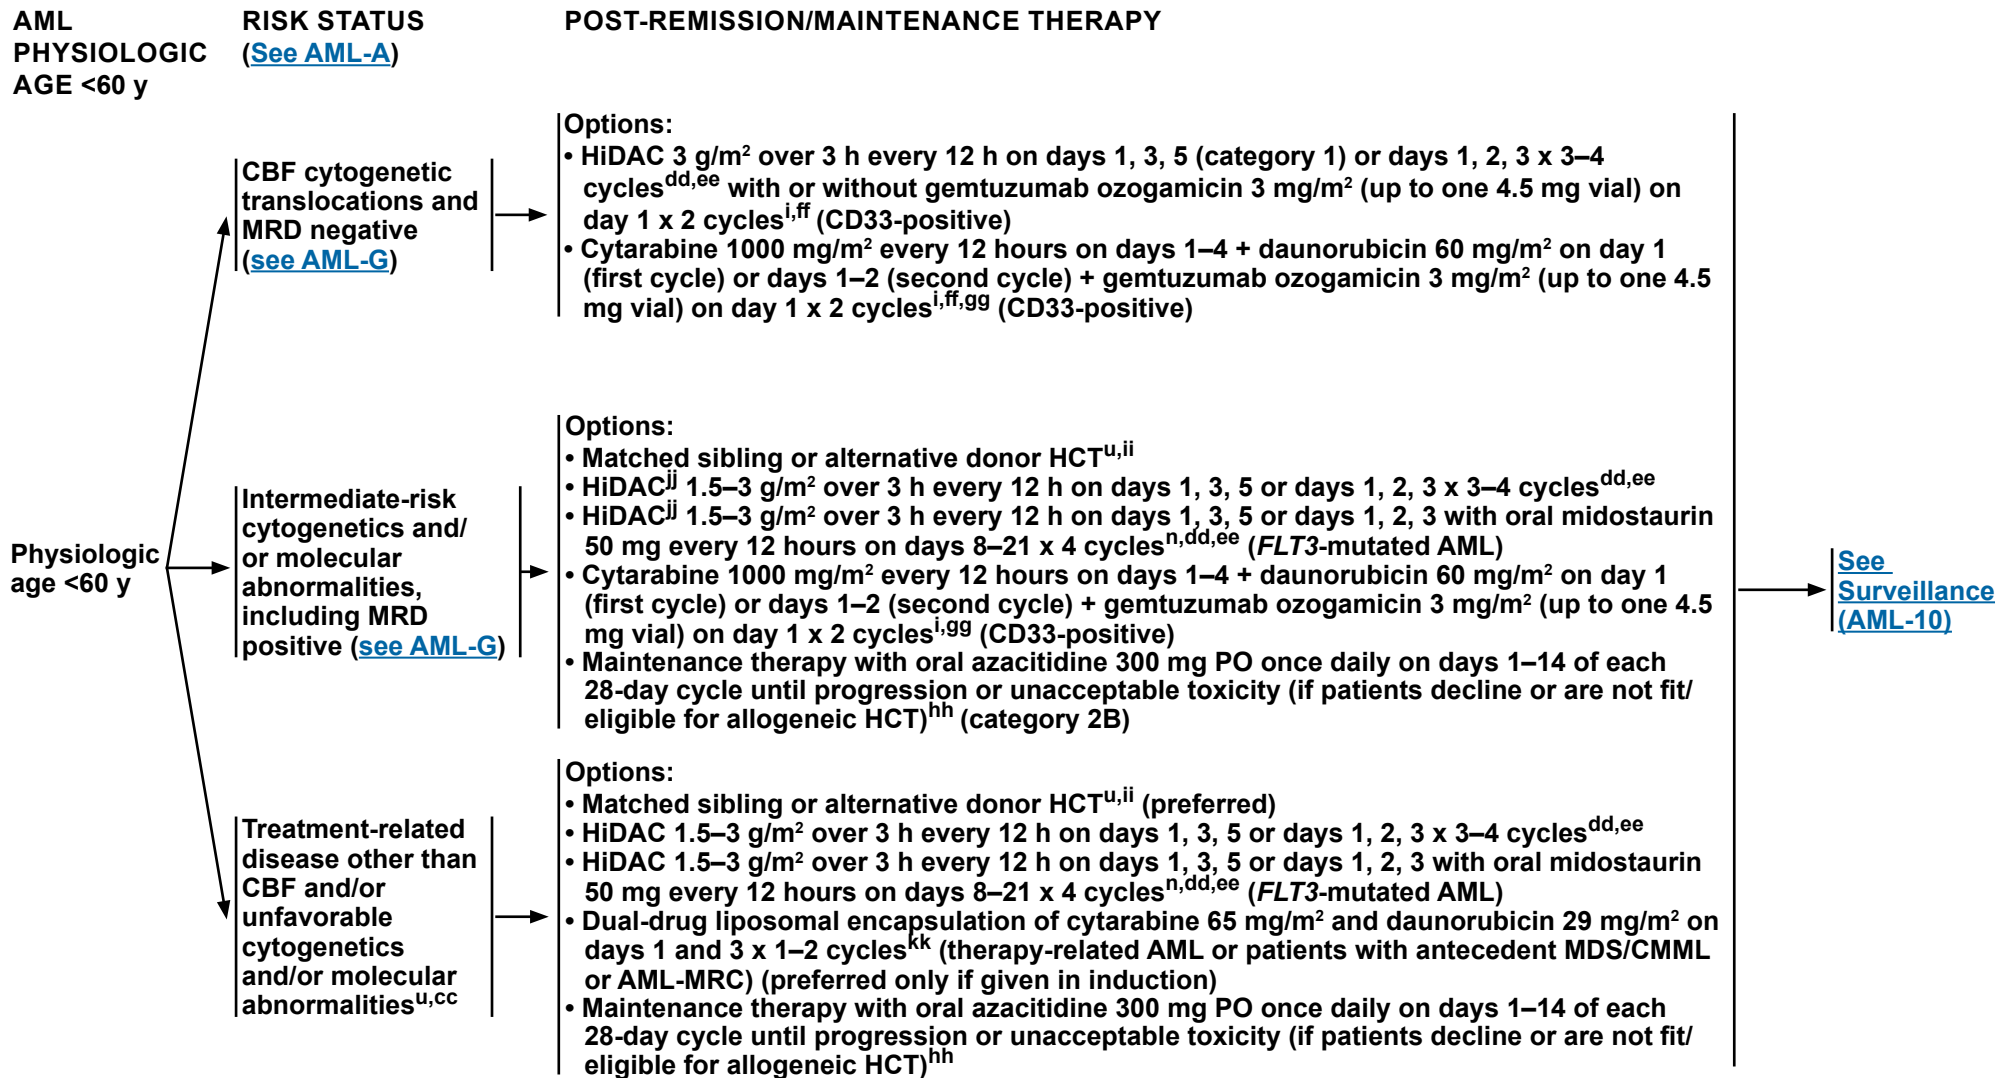 AML
PHYSIOLOGIC
AGE <60 y
RISK STATUS
(See AML-A)
POST-REMISSION/MAINTENANCE THERAPY
Physiologic
age <60 y
CBF cytogenetic
translocations and
MRD negative
(see AML-G)
Options:
• HiDAC 3 g/m² over 3 h every 12 h on days 1, 3, 5 (category 1) or days 1, 2, 3 x 3–4
cycles^dd,ee with or without gemtuzumab ozogamicin 3 mg/m² (up to one 4.5 mg vial) on
day 1 x 2 cycles^i,ff (CD33-positive)
• Cytarabine 1000 mg/m² every 12 hours on days 1–4 + daunorubicin 60 mg/m² on day 1
(first cycle) or days 1–2 (second cycle) + gemtuzumab ozogamicin 3 mg/m² (up to one 4.5
mg vial) on day 1 x 2 cycles^i,ff,gg (CD33-positive)
Intermediate-risk
cytogenetics and/
or molecular
abnormalities,
including MRD
positive (see AML-G)
Options:
• Matched sibling or alternative donor HCT^u,ii
• HiDAC^jj 1.5–3 g/m² over 3 h every 12 h on days 1, 3, 5 or days 1, 2, 3 x 3–4 cycles^dd,ee
• HiDAC^jj 1.5–3 g/m² over 3 h every 12 h on days 1, 3, 5 or days 1, 2, 3 with oral midostaurin
50 mg every 12 hours on days 8–21 x 4 cycles^n,dd,ee (FLT3-mutated AML)
• Cytarabine 1000 mg/m² every 12 hours on days 1–4 + daunorubicin 60 mg/m² on day 1
(first cycle) or days 1–2 (second cycle) + gemtuzumab ozogamicin 3 mg/m² (up to one 4.5
mg vial) on day 1 x 2 cycles^i,gg (CD33-positive)
• Maintenance therapy with oral azacitidine 300 mg PO once daily on days 1–14 of each
28-day cycle until progression or unacceptable toxicity (if patients decline or are not fit/
eligible for allogeneic HCT)^hh (category 2B)
Treatment-related
disease other than
CBF and/or
unfavorable
cytogenetics
and/or molecular
abnormalities^u,cc
Options:
• Matched sibling or alternative donor HCT^u,ii (preferred)
• HiDAC 1.5–3 g/m² over 3 h every 12 h on days 1, 3, 5 or days 1, 2, 3 x 3–4 cycles^dd,ee
• HiDAC 1.5–3 g/m² over 3 h every 12 h on days 1, 3, 5 or days 1, 2, 3 with oral midostaurin
50 mg every 12 hours on days 8–21 x 4 cycles^n,dd,ee (FLT3-mutated AML)
• Dual-drug liposomal encapsulation of cytarabine 65 mg/m² and daunorubicin 29 mg/m² on
days 1 and 3 x 1–2 cycles^kk (therapy-related AML or patients with antecedent MDS/CMML
or AML-MRC) (preferred only if given in induction)
• Maintenance therapy with oral azacitidine 300 mg PO once daily on days 1–14 of each
28-day cycle until progression or unacceptable toxicity (if patients decline or are not fit/
eligible for allogeneic HCT)^hh
See
Surveillance
(AML-10)